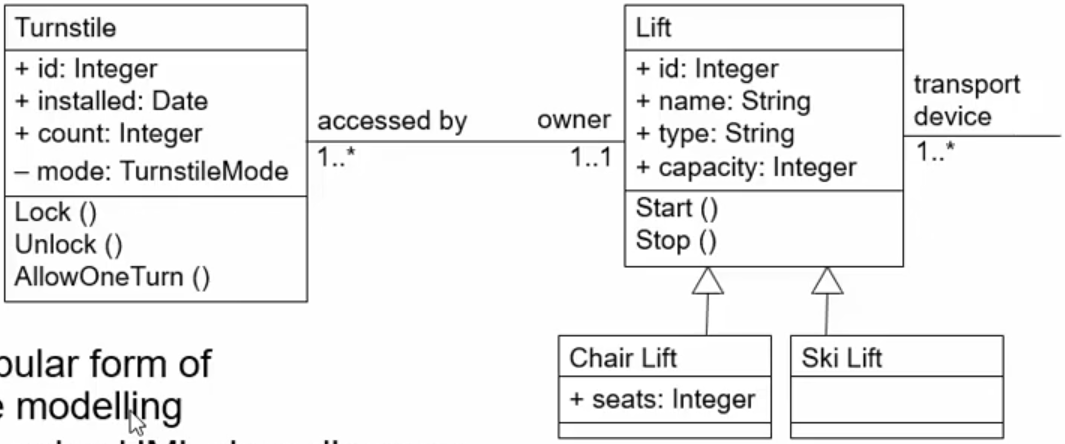 Turnstile
+ id: Integer
+ installed: Date
+ count: Integer
– mode: TurnstileMode
Lock ()
Unlock ()
AllowOneTurn ()
accessed by
1..*
owner
1..1
Lift
+ id: Integer
+ name: String
+ type: String
+ capacity: Integer
Start ()
Stop ()
transport
device
1..*
Chair Lift
+ seats: Integer
Ski Lift
form of
modelling